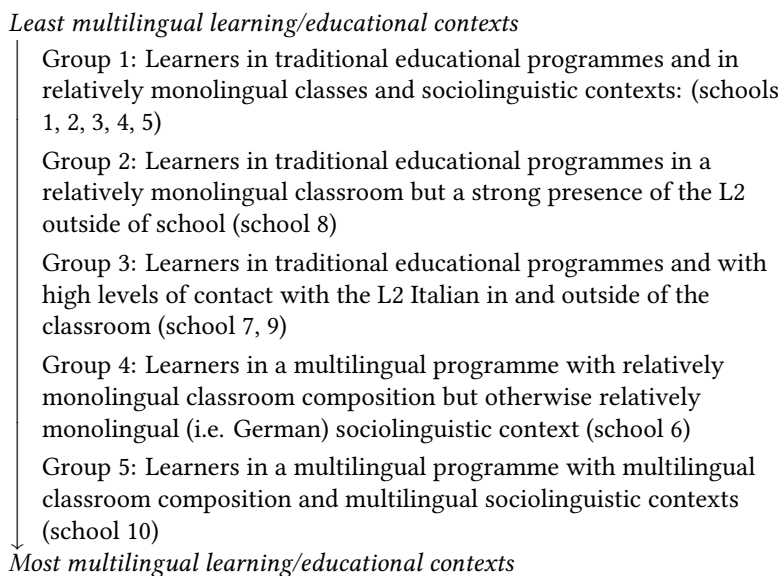 Least multilingual learning/educational contexts
Group 1: Learners in traditional educational programmes and in
relatively monolingual classes and sociolinguistic contexts: (schools
1, 2, 3, 4, 5)
Group 2: Learners in traditional educational programmes in a
relatively monolingual classroom but a strong presence of the L2
outside of school (school 8)
Group 3: Learners in traditional educational programmes and with
high levels of contact with the L2 Italian in and outside of the
classroom (school 7, 9)
Group 4: Learners in a multilingual programme with relatively
monolingual classroom composition but otherwise relatively
monolingual (i.e. German) sociolinguistic context (school 6)
Group 5: Learners in a multilingual programme with multilingual
classroom composition and multilingual sociolinguistic contexts
(school 10)
Most multilingual learning/educational contexts